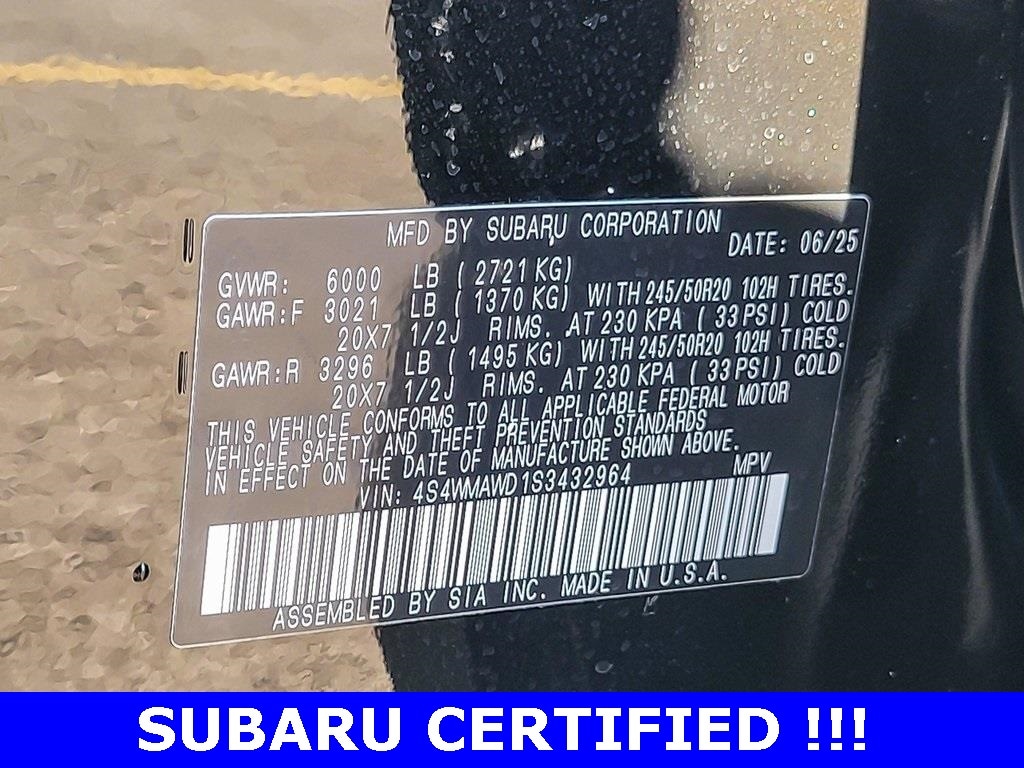 MFD BY SUBARU CORPORATION
DATE: 06/25
GVWR: 6000 LB ( 2721 KG)
GAWR:F 3021 LB ( 1370 KG) WITH 245/50R20 102H TIRES.
20X7 1/2J RIMS. AT 230 KPA ( 33 PSI) COLD
GAWR:R 3296 LB ( 1495 KG) WITH 245/50R20 102H TIRES.
20X7 1/2J RIMS. AT 230 KPA ( 33 PSI) COLD
THIS VEHICLE CONFORMS TO ALL APPLICABLE FEDERAL MOTOR
VEHICLE SAFETY AND THEFT PREVENTION STANDARDS
IN EFFECT ON THE DATE OF MANUFACTURE SHOWN ABOVE.
VIN: 4S4WMAWD1S3432964 MPV
ASSEMBLED BY SIA INC. MADE IN U.S.A.
SUBARU CERTIFIED !!!